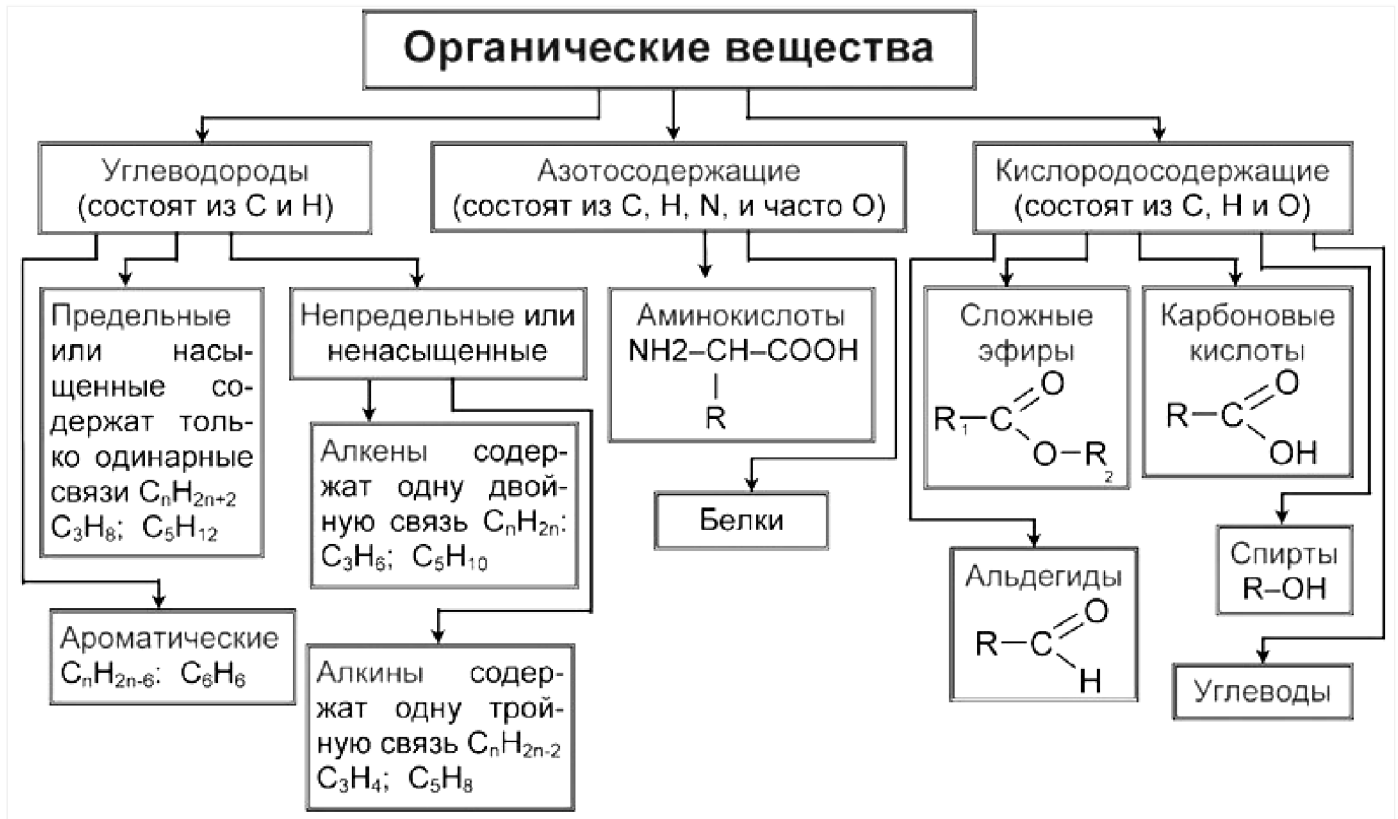 Органические вещества
Углеводороды
(состоят из С и Н)
Азотосодержащие
(состоят из С, Н, N, и часто О)
Кислородосодержащие
(состоят из С, Н и О)
Предельные
или насы-
щенные со-
держат толь-
ко одинарные
связи CnH2n+2
C3H8; C5H12
Непредельные или
ненасыщенные
Аминокислоты
NH2–CH–COOH
R
Сложные
эфиры
O
R1–C
O–R2
Карбоновые
кислоты
O
R–C
OH
Алкены содер-
жат одну двой-
ную связь CnH2n:
C3H6; C5H10
Белки
Альдегиды
O
R–C
H
Спирты
R–OH
Ароматические
CnH2n-6: C6H6
Алкины содер-
жат одну трой-
ную связь CnH2n-2
C3H4; C5H8
Углеводы